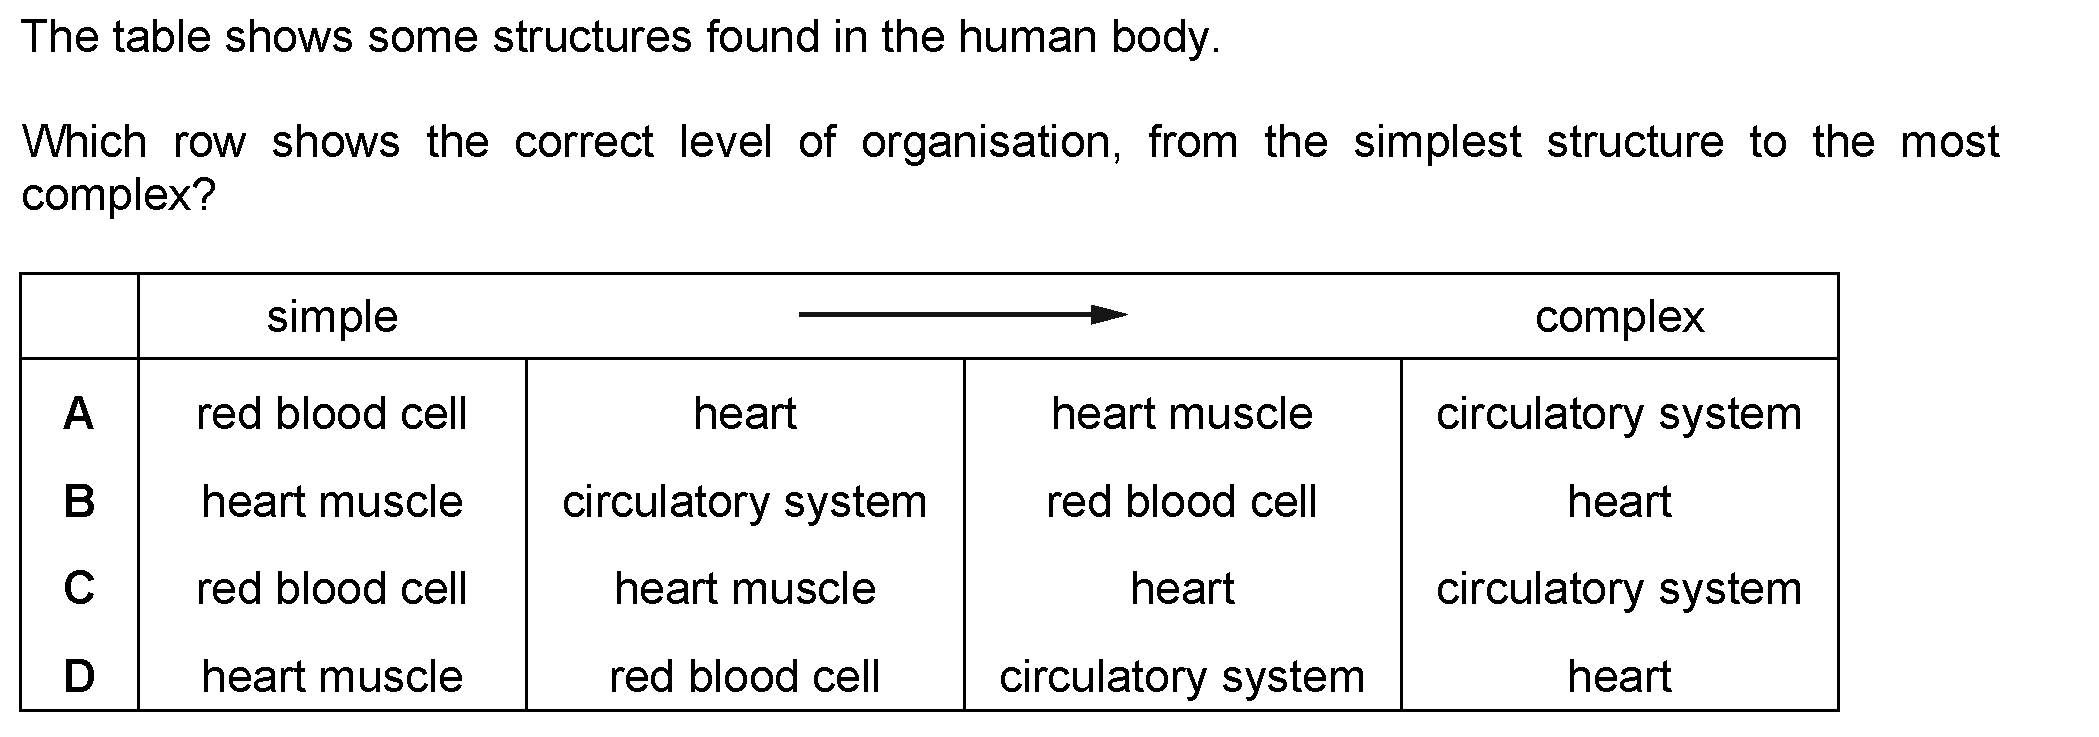 The table shows some structures found in the human body.
Which row shows the correct level of organisation, from the simplest structure to the most
complex?
simple complex
A red blood cell heart heart muscle circulatory system
B heart muscle circulatory system red blood cell heart
C red blood cell heart muscle heart circulatory system
D heart muscle red blood cell circulatory system heart